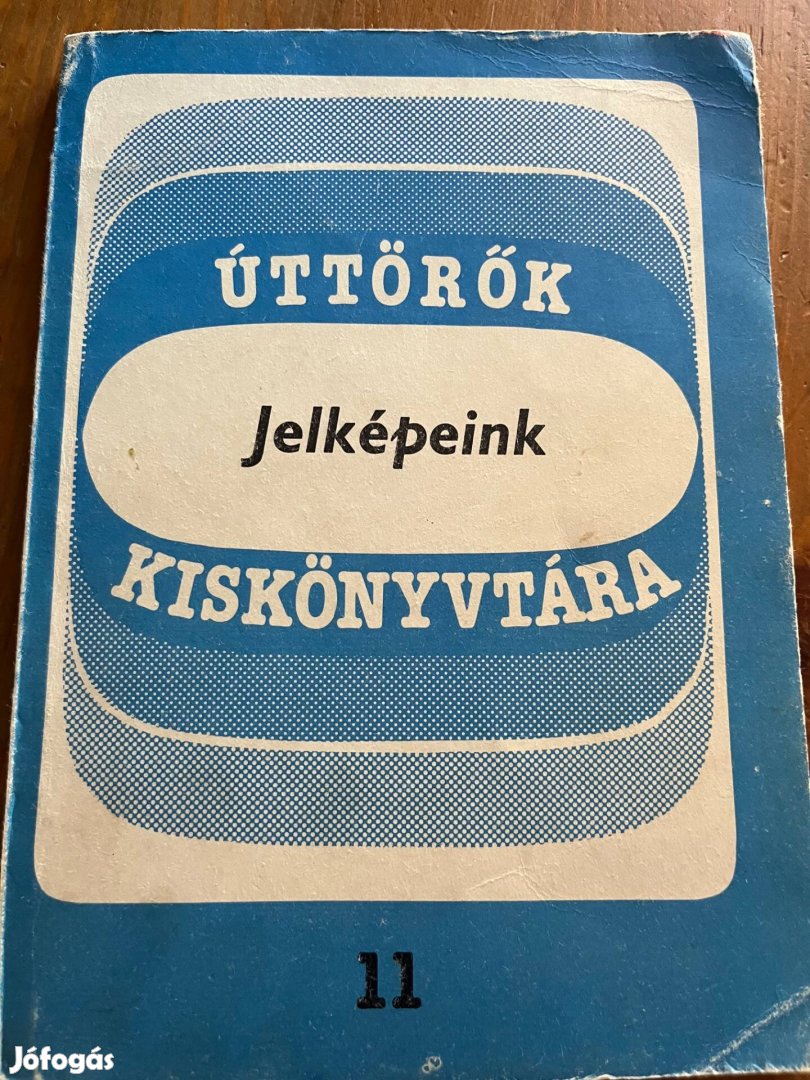 ÚTTÖRŐK
Jelképeink
KISKÖNYVTÁRA
11
Jófogás